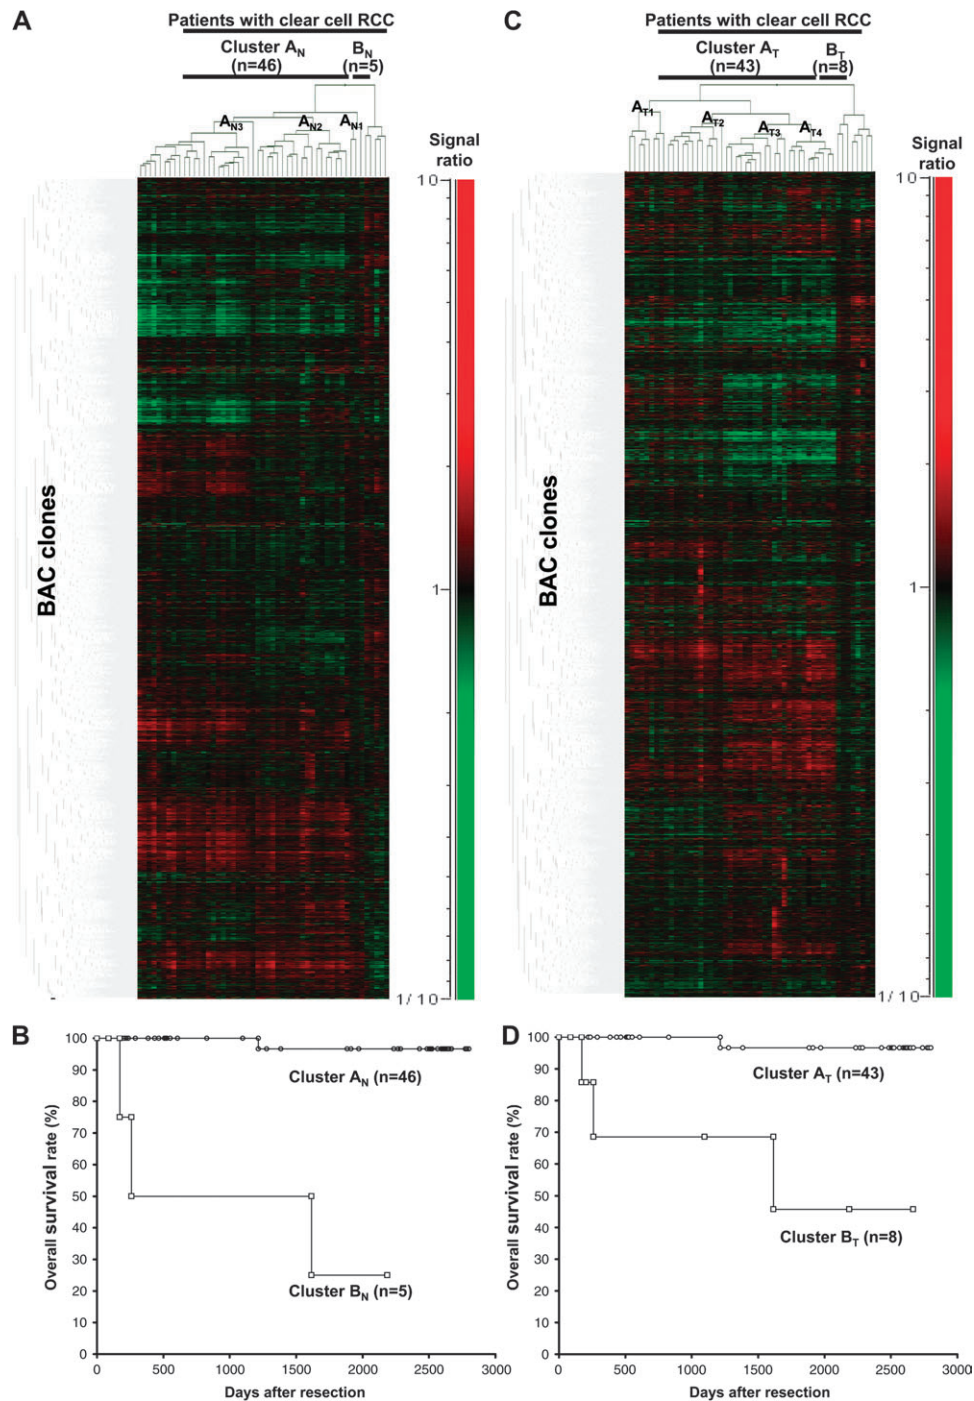 A
Patients with clear cell RCC
Cluster AN
(n=46)
BN
(n=5)
AN3
AN2
AN1
Signal
ratio
10
1
1/10
BAC clones
C
Patients with clear cell RCC
Cluster AT
(n=43)
BT
(n=8)
AT1
AT2
AT3
AT4
Signal
ratio
10
1
1/10
BAC clones
B
100
90
80
70
60
50
40
30
20
10
0
Overall survival rate (%)
Cluster AN (n=46)
Cluster BN (n=5)
0 500 1000 1500 2000 2500 3000
Days after resection
D
100
90
80
70
60
50
40
30
20
10
0
Overall survival rate (%)
Cluster AT (n=43)
Cluster BT (n=8)
0 500 1000 1500 2000 2500 3000
Days after resection